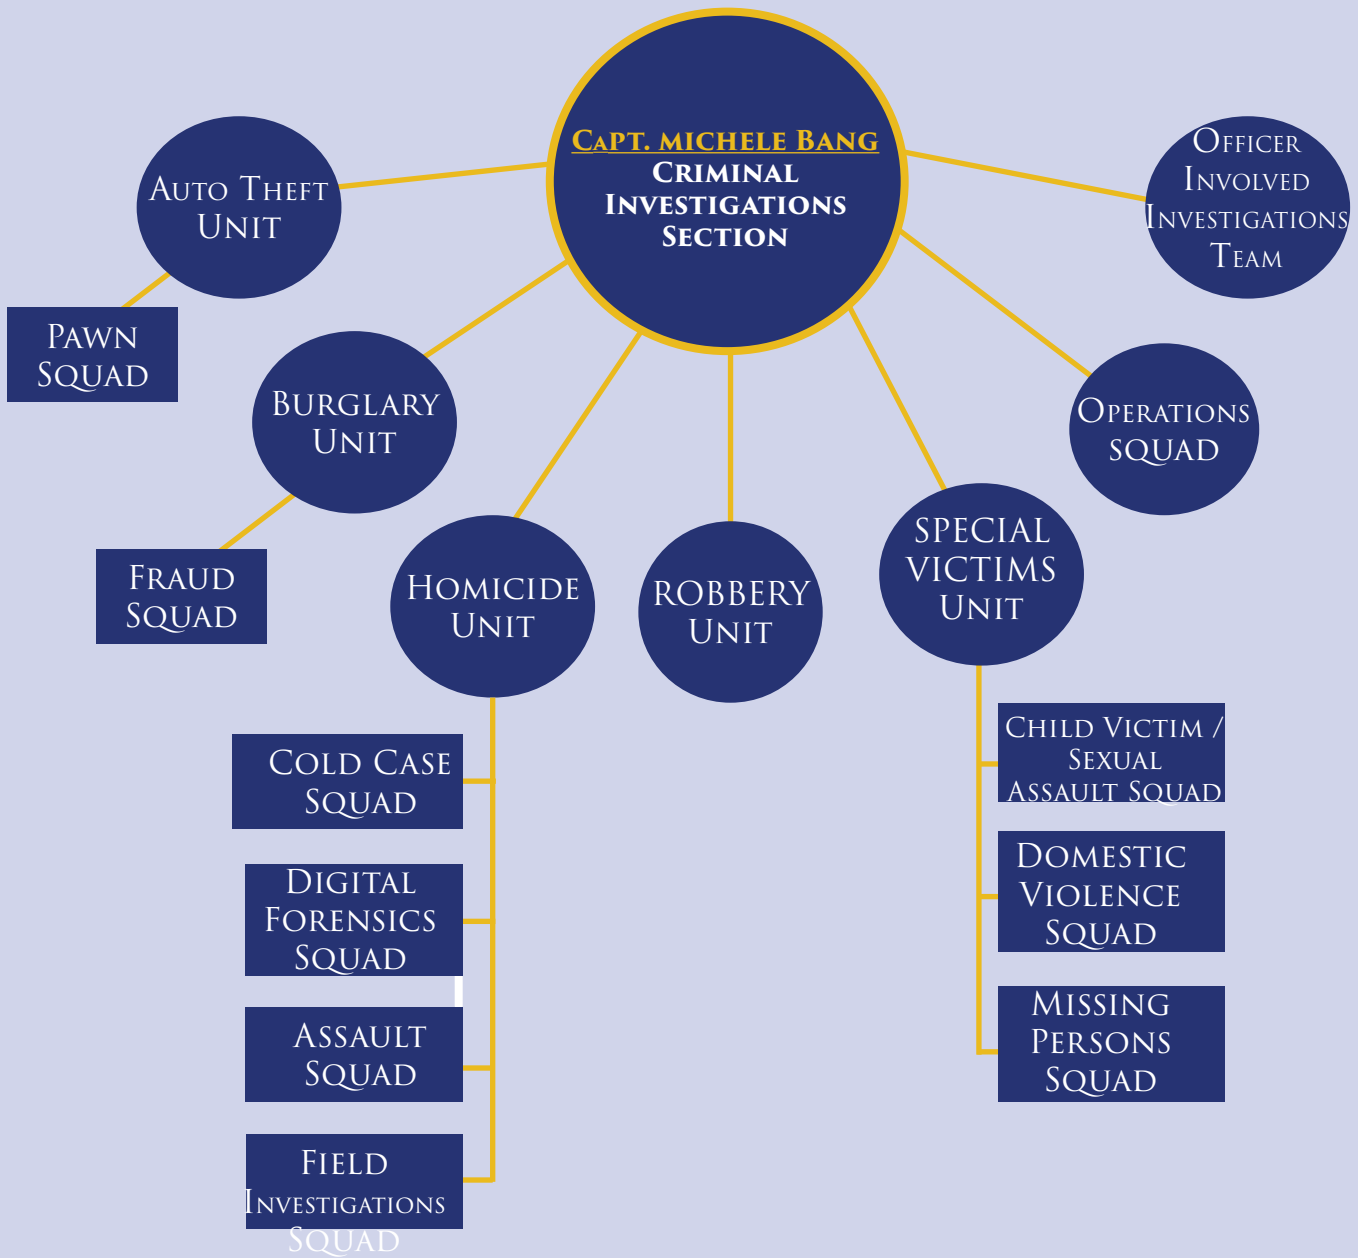 Capt. michele Bang
Criminal
Investigations
Section
Auto Theft
Unit
Pawn
Squad
Burglary
Unit
Fraud
Squad
Homicide
Unit
Cold Case
Squad
Digital
Forensics
Squad
Assault
Squad
Field
Investigations
Squad
ROBBERY
Unit
SPECIAL
VICTIMS
Unit
Child Victim /
Sexual
Assault Squad
Domestic
Violence
Squad
Missing
Persons
Squad
Operations
squad
Officer
Involved
Investigations
Team